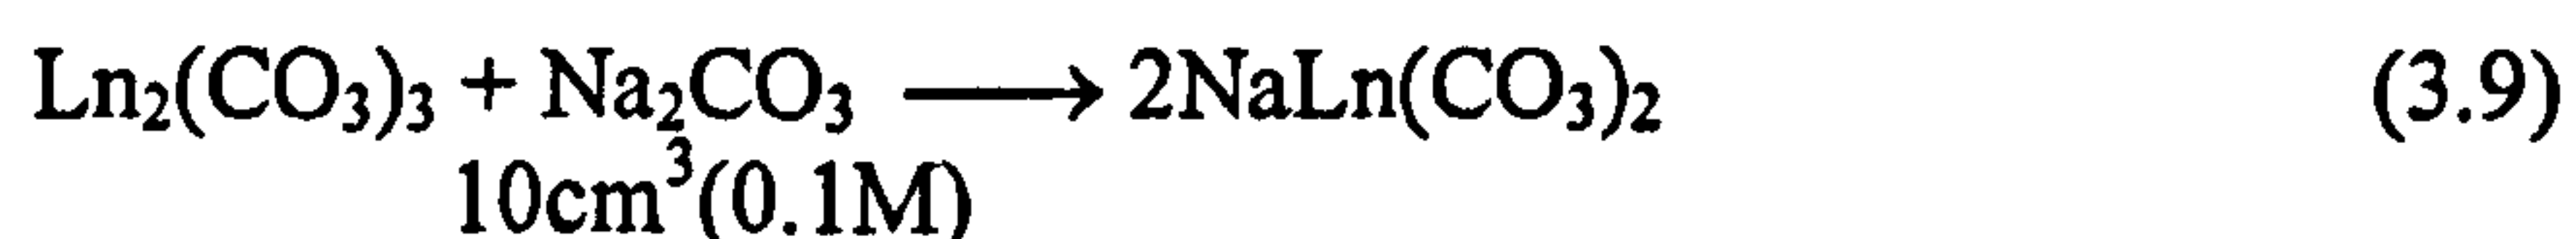 Ln₂(CO₃)₃ + Na₂CO₃ ⟶ 2NaLn(CO₃)₂ (3.9)
10cm³(0.1M)